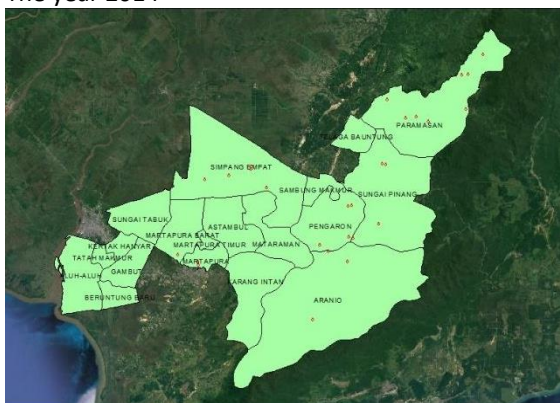 The year 2014
PARAMASAN
TELAGA BAUNTUNG
SIMPANG EMPAT
SAMBUNG MAKMUR
SUNGAI PINANG
SUNGAI TABUK
ASTAMBUL
PENGARON
MARTAPURA BARAT
MARTAPURA TIMUR
MATARAMAN
KERTAK HANYAR
TATAH MAKMUR
MARTAPURA
GAMBUT
ALUH-ALUH
KARANG INTAN
BERUNTUNG BARU
ARANIO